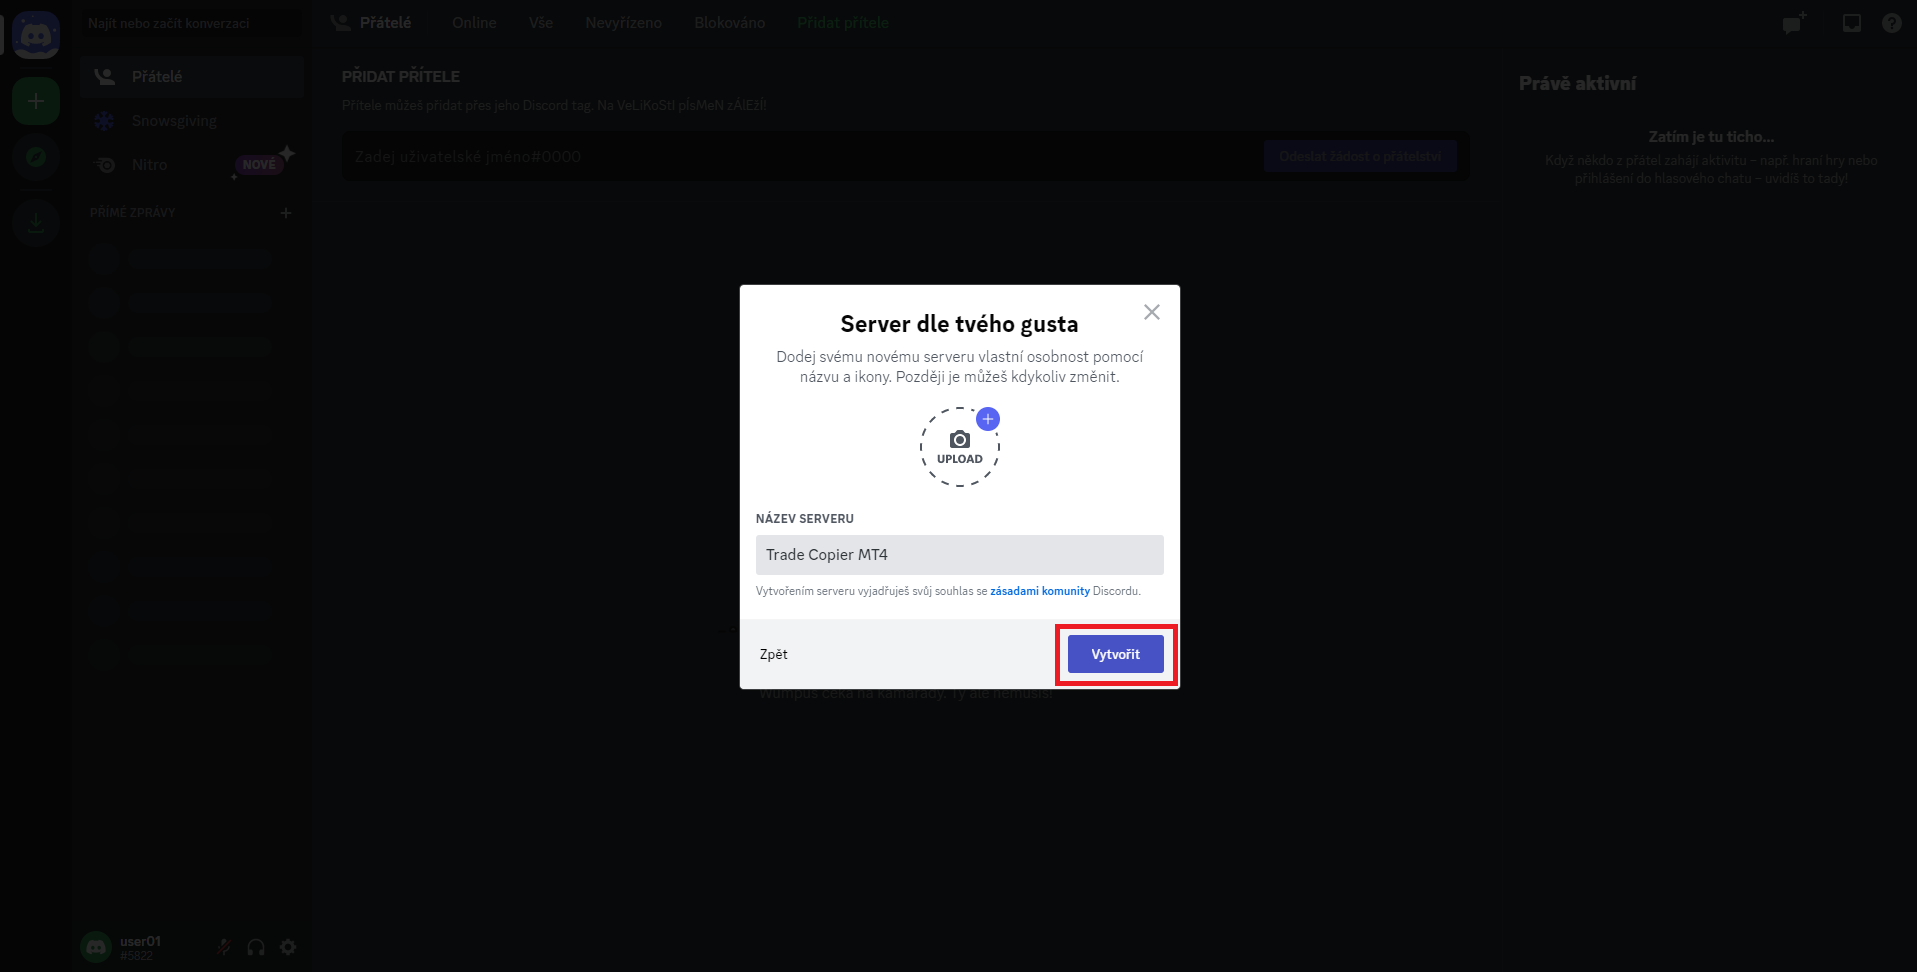 Najít nebo začít konverzaci
Přátelé
Online
Vše
Nevyřízeno
Blokováno
Přidat přítele
Přátelé
Snowsgiving
Nitro
NOVÉ
PŘÍMÉ ZPRÁVY
PŘIDAT PŘÍTELE
Přítele můžeš přidat přes jeho Discord tag. Na VeLiKoStI pÍsMeN zÁlEžÍ!
Zadej uživatelské jméno#0000
Odeslat žádost o přátelství
Právě aktivní
Zatím je tu ticho...
Když někdo z přátel zahájí aktivitu – např. hraní hry nebo
přihlášení do hlasového chatu – uvidíš to tady!
Server dle tvého gusta
Dodej svému novému serveru vlastní osobnost pomocí
názvu a ikony. Později je můžeš kdykoliv změnit.
UPLOAD
NÁZEV SERVERU
Trade Copier MT4
Vytvořením serveru vyjadřuješ svůj souhlas se zásadami komunity Discordu.
Zpět
Vytvořit
Wumpus čeká na kamarády. Ty ale nemusíš!
user01
#5822